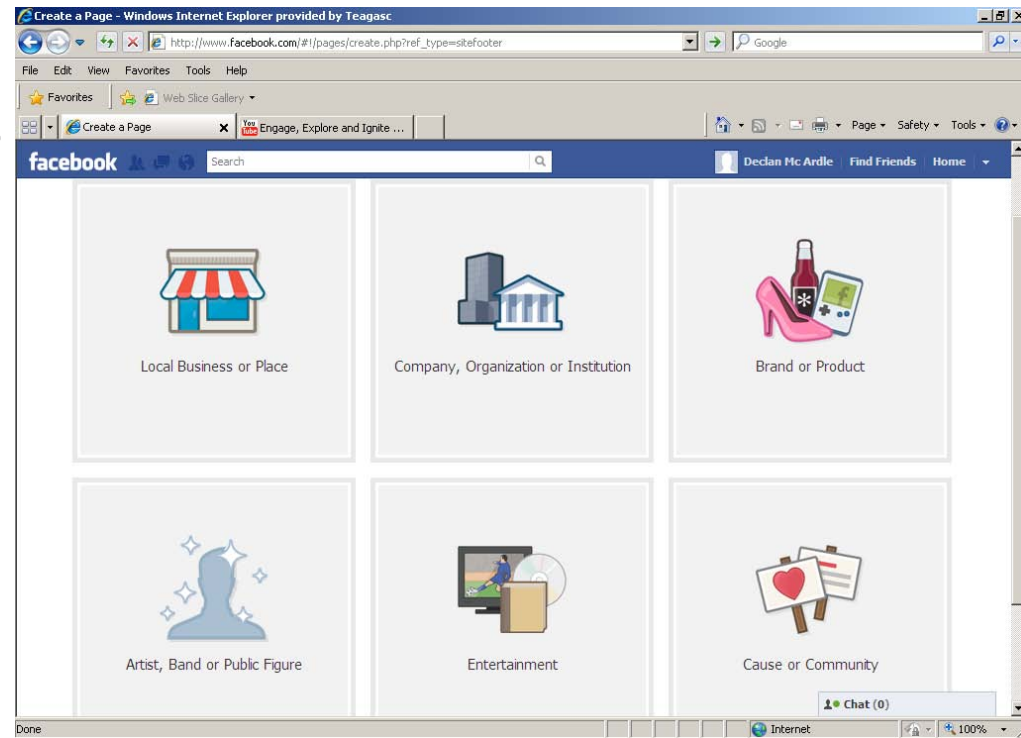 Create a Page - Windows Internet Explorer provided by Teagasc
http://www.facebook.com/#!/pages/create.php?ref_type=sitefooter
Google
File Edit View Favorites Tools Help
Favorites Web Slice Gallery
Create a Page You Tube Engage, Explore and Ignite ... Page Safety Tools
facebook Search Declan Mc Ardle Find Friends Home
Local Business or Place Company, Organization or Institution Brand or Product
Artist, Band or Public Figure Entertainment Cause or Community
Chat (0)
Done Internet 100%